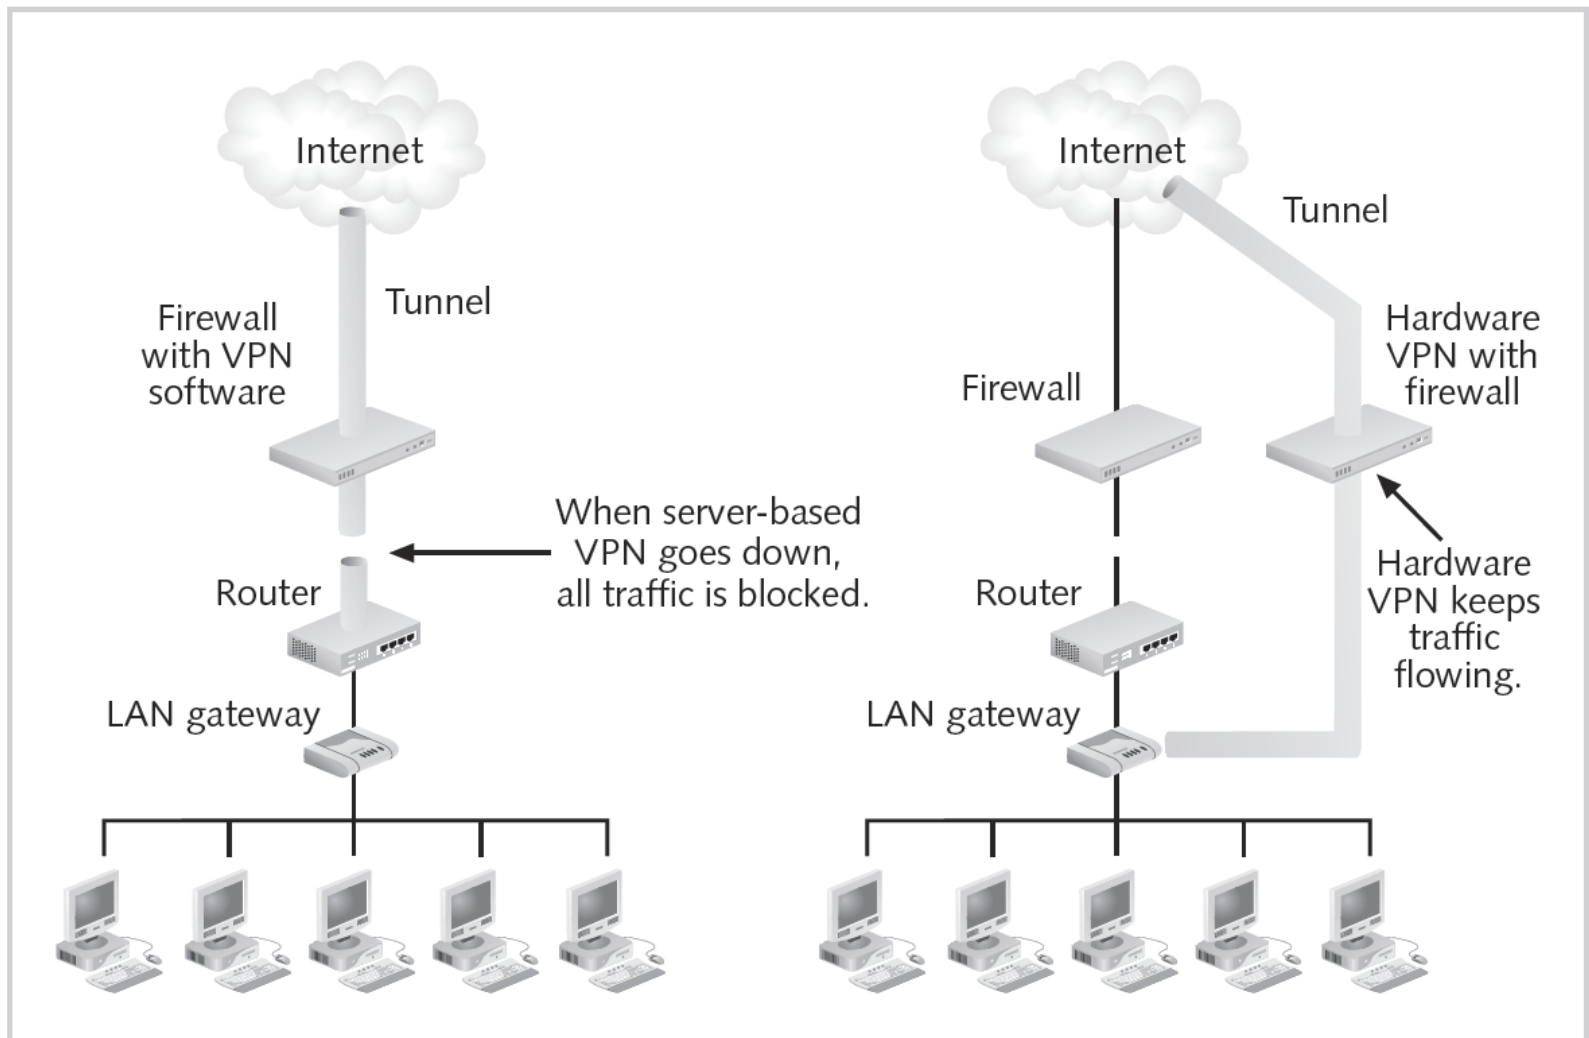 Internet
Tunnel
Firewall
with VPN
software
When server-based
VPN goes down,
all traffic is blocked.
Router
LAN gateway
Internet
Tunnel
Hardware
VPN with
firewall
Firewall
Hardware
VPN keeps
traffic
flowing.
Router
LAN gateway